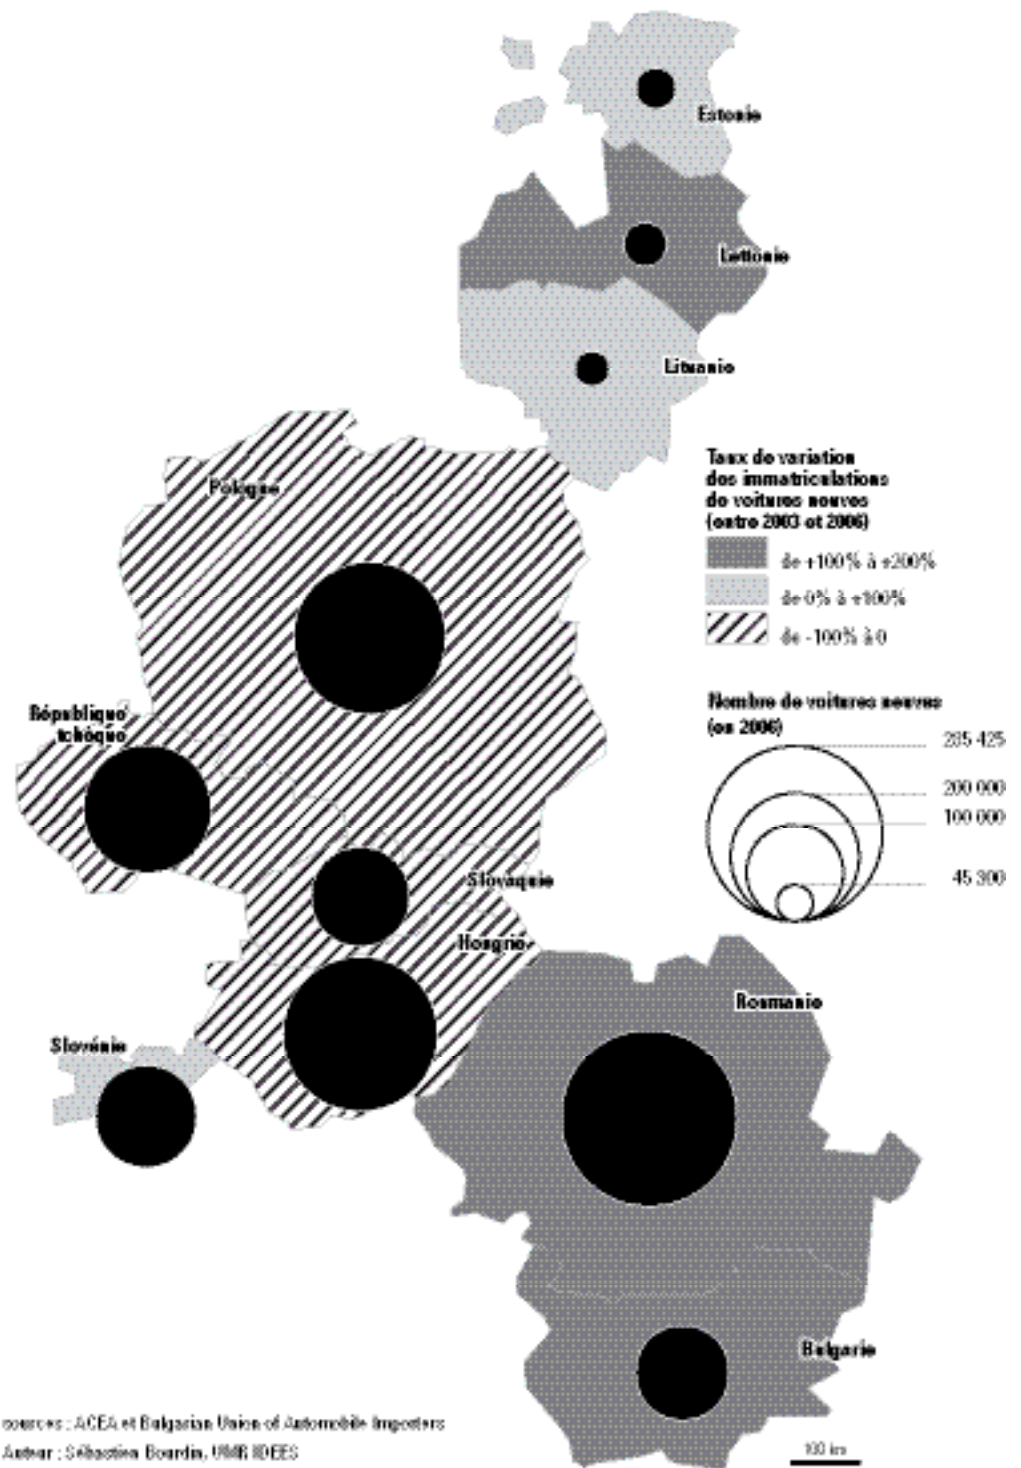 Estonie
Lettonie
Lituanie
Pologne
Taux de variation
des immatriculations
de voitures neuves
(entre 2003 et 2006)
de +100% à +200%
de 0% à +100%
de -100% à 0
République
tchèque
Nombre de voitures neuves
(en 2006)
285 425
200 000
100 000
45 300
Slovaquie
Hongrie
Roumanie
Slovénie
Bulgarie
sources : ACEA et Bulgarian Union of Automobile Importers
Auteur : Sébastien Bourdin, UMR IDEES
100 km